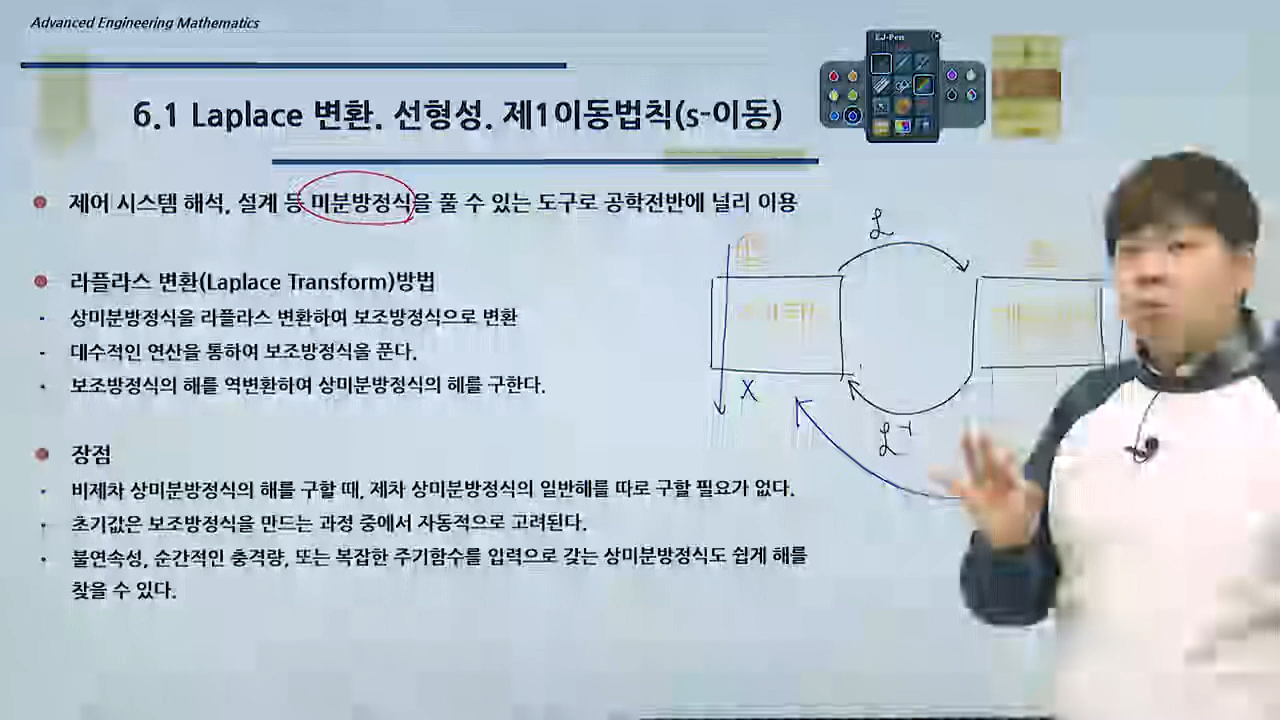 Advanced Engineering Mathematics
EJ-Pen
6.1 Laplace 변환. 선형성. 제1이동법칙(s-이동)
제어 시스템 해석, 설계 등 미분방정식을 풀 수 있는 도구로 공학전반에 널리 이용
라플라스 변환(Laplace Transform)방법
· 상미분방정식을 라플라스 변환하여 보조방정식으로 변환
· 대수적인 연산을 통하여 보조방정식을 푼다.
· 보조방정식의 해를 역변환하여 상미분방정식의 해를 구한다.
ℒ
X
ℒ⁻¹
장점
· 비제차 상미분방정식의 해를 구할 때, 제차 상미분방정식의 일반해를 따로 구할 필요가 없다.
· 초기값은 보조방정식을 만드는 과정 중에서 자동적으로 고려된다.
· 불연속성, 순간적인 충격량, 또는 복잡한 주기함수를 입력으로 갖는 상미분방정식도 쉽게 해를
찾을 수 있다.